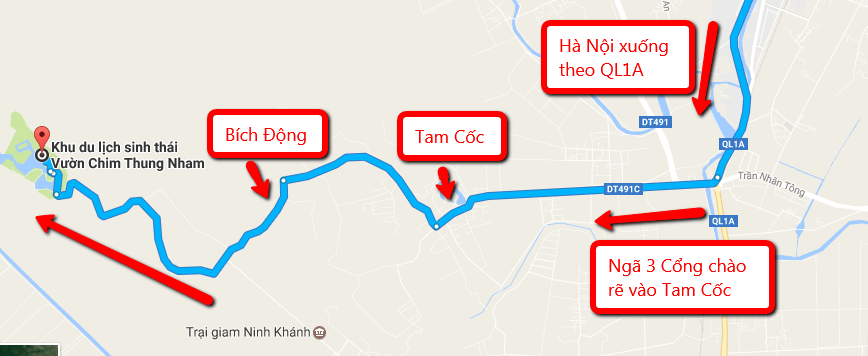 Hà Nội xuống
theo QL1A
DT491
QL1A
Bích Động
Tam Cốc
Khu du lịch sinh thái
Vườn Chim Thung Nham
DT491C
Trần Nhân Tông
QL1A
Ngã 3 Cổng chào
rẽ vào Tam Cốc
Trại giam Ninh Khánh